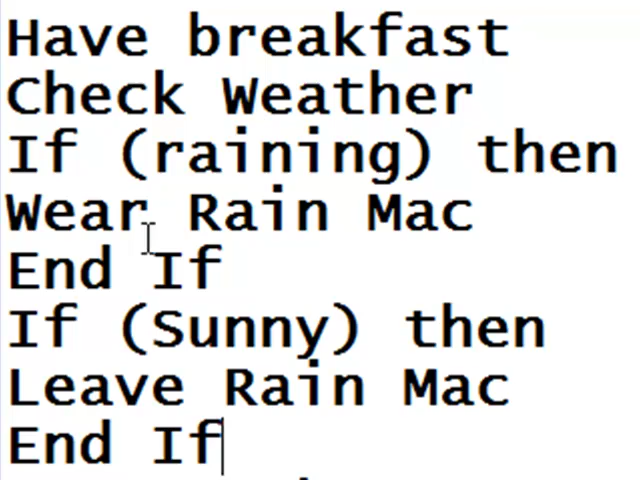 Have breakfast
Check Weather
If (raining) then
Wear Rain Mac
End If
If (Sunny) then
Leave Rain Mac
End If